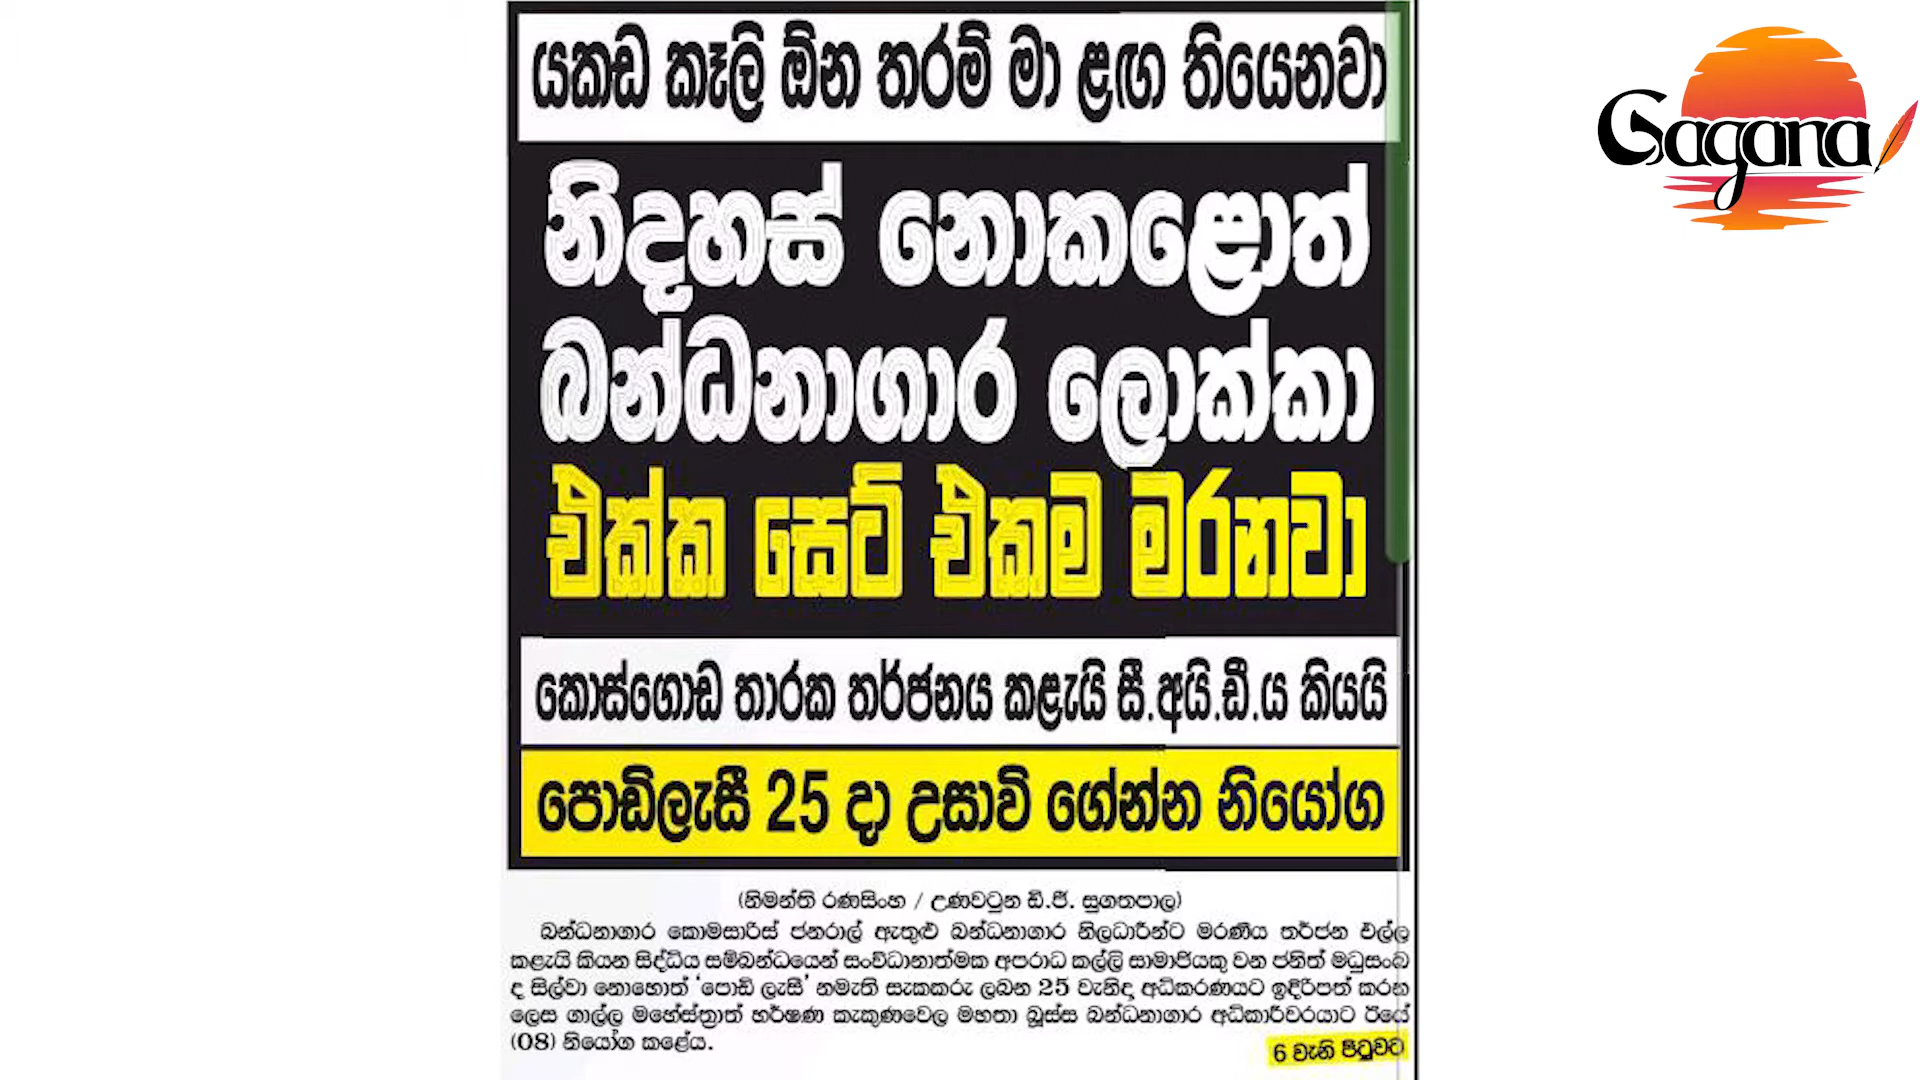 යකඩ කෑලි ඕන තරම් මා ළඟ තියෙනවා
Gagana
නිදහස් නොකළොත්
බන්ධනාගාර ලොක්කා
එක්ක සෙට් එකම මරනවා
කොස්ගොඩ තාරක තර්ජනය කළැයි සී.අයි.ඩී.ය කියයි
පොඩිලැසී 25 දා උසාවි ගේන්න නියෝග
(නිමන්ති රණසිංහ / උණවටුන ඩී.ජී. සුගතපාල)
බන්ධනාගාර කොමසාරිස් ජනරාල් ඇතුළු බන්ධනාගාර නිලධාරීන්ට මරණීය තර්ජන එල්ල
කළැයි කියන සිද්ධිය සම්බන්ධයෙන් සංවිධානාත්මක අපරාධ කල්ලි සාමාජියකු වන ජනිත් මධුසංඛ
ද සිල්වා නොහොත් 'පොඩි ලැසී' නමැති සැකකරු ලබන 25 වැනිදා අධිකරණයට ඉදිරිපත් කරන
ලෙස ගාල්ල මහේස්ත්‍රාත් හර්ෂණ කැකුණවෙල මහතා බූස්ස බන්ධනාගාර අධිකාරීවරයාට ඊයේ
(08) නියෝග කළේය.
6 වැනි පිටුවට